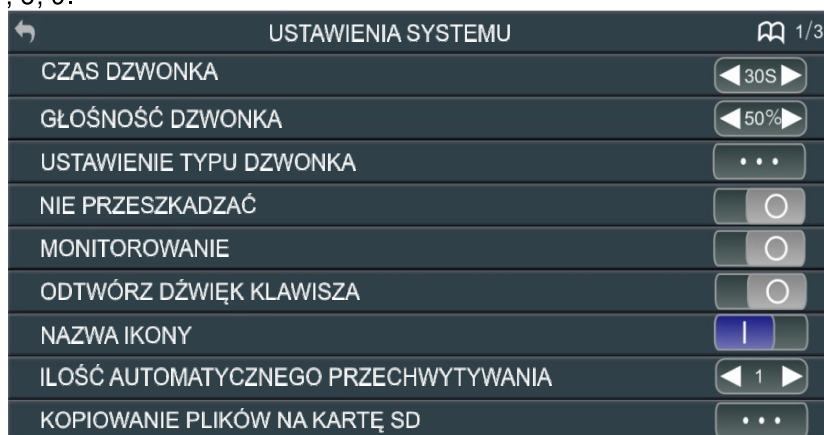 USTAWIENIA SYSTEMU 1/3
CZAS DZWONKA 30S
GŁOŚNOŚĆ DZWONKA 50%
USTAWIENIE TYPU DZWONKA ...
NIE PRZESZKADZAĆ
MONITOROWANIE
ODTWÓRZ DŹWIĘK KLAWISZA
NAZWA IKONY
ILOŚĆ AUTOMATYCZNEGO PRZECHWYTYWANIA 1
KOPIOWANIE PLIKÓW NA KARTĘ SD ...